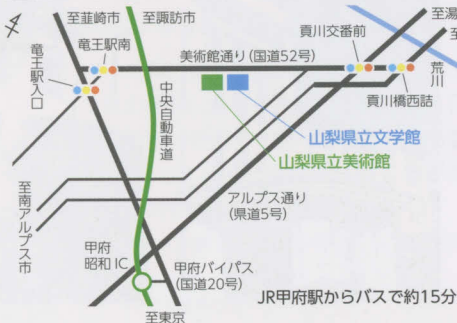 至韮崎市
至諏訪市
至湯
至
竜王駅南
美術館通り(国道52号)
貢川交番前
荒川
竜王駅入口
貢川橋西詰
中央自動車道
山梨県立文学館
山梨県立美術館
至南アルプス市
アルプス通り
(県道5号)
甲府
昭和IC
甲府バイパス
(国道20号)
JR甲府駅からバスで約15分
至東京